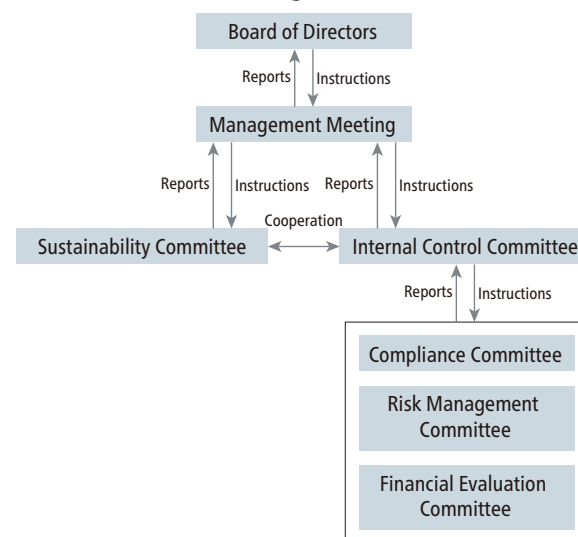 Board of Directors
Reports
Instructions
Management Meeting
Reports
Instructions
Reports
Instructions
Cooperation
Sustainability Committee
Internal Control Committee
Reports
Instructions
Compliance Committee
Risk Management
Committee
Financial Evaluation
Committee